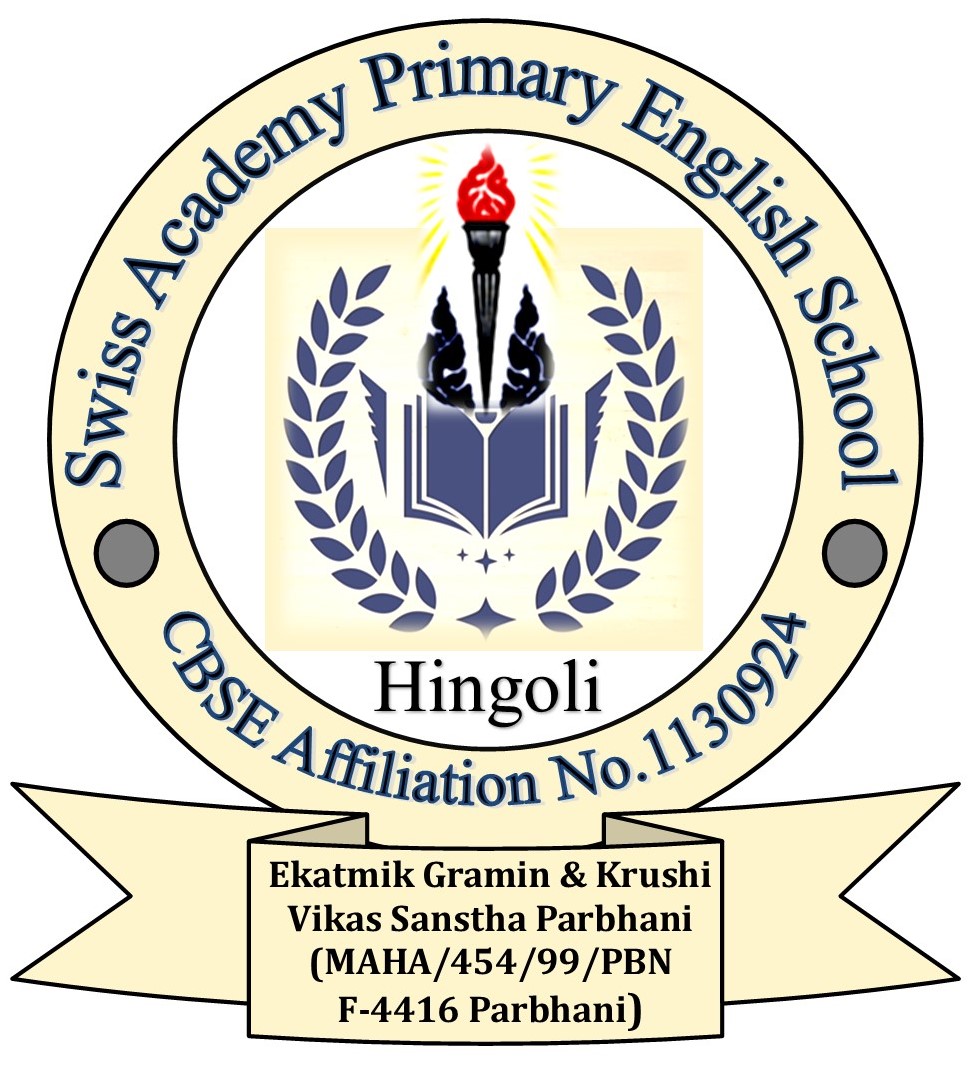 Swiss Academy Primary English School
Hingoli
CBSE Affiliation No.1130924
Ekatmik Gramin & Krushi
Vikas Sanstha Parbhani
(MAHA/454/99/PBN
F-4416 Parbhani)